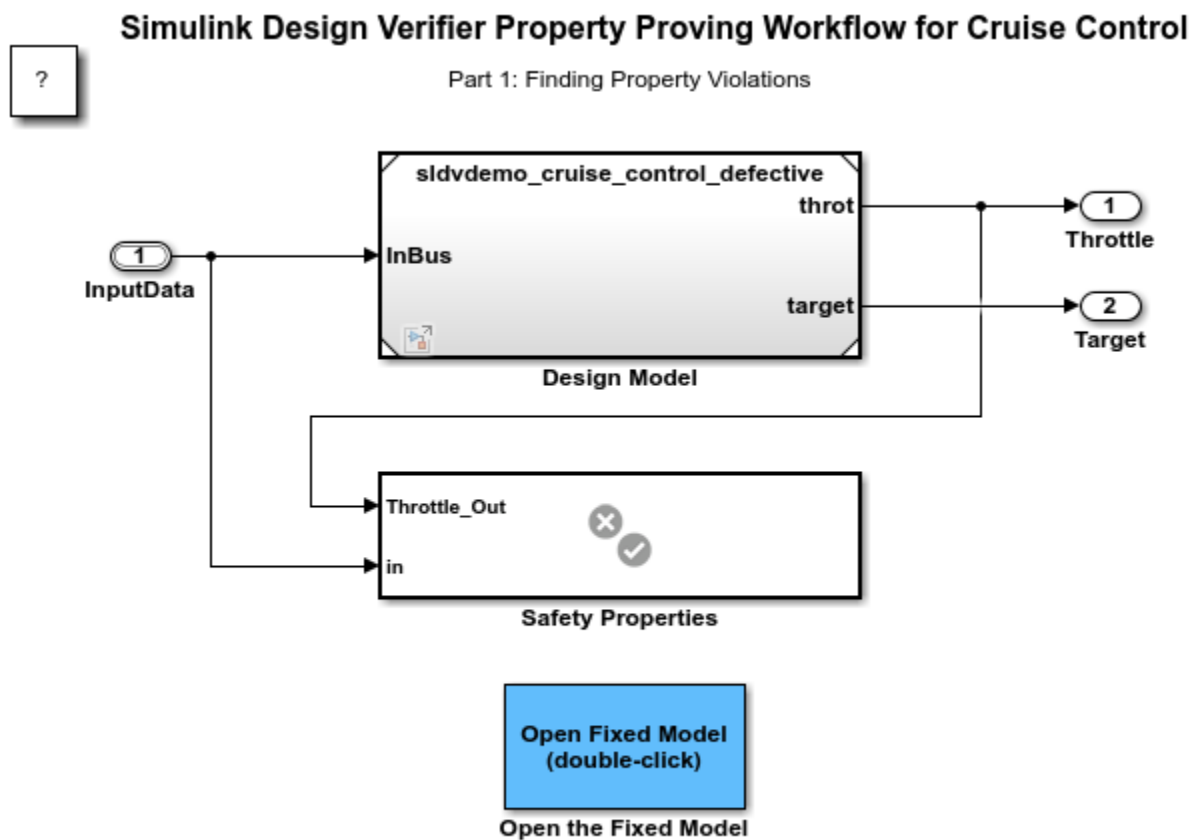 Simulink Design Verifier Property Proving Workflow for Cruise Control
?
Part 1: Finding Property Violations
sldvdemo_cruise_control_defective
throt
1
Throttle
1
InBus
InputData
target
2
Target
Design Model
Throttle_Out
in
Safety Properties
Open Fixed Model
(double-click)
Open the Fixed Model